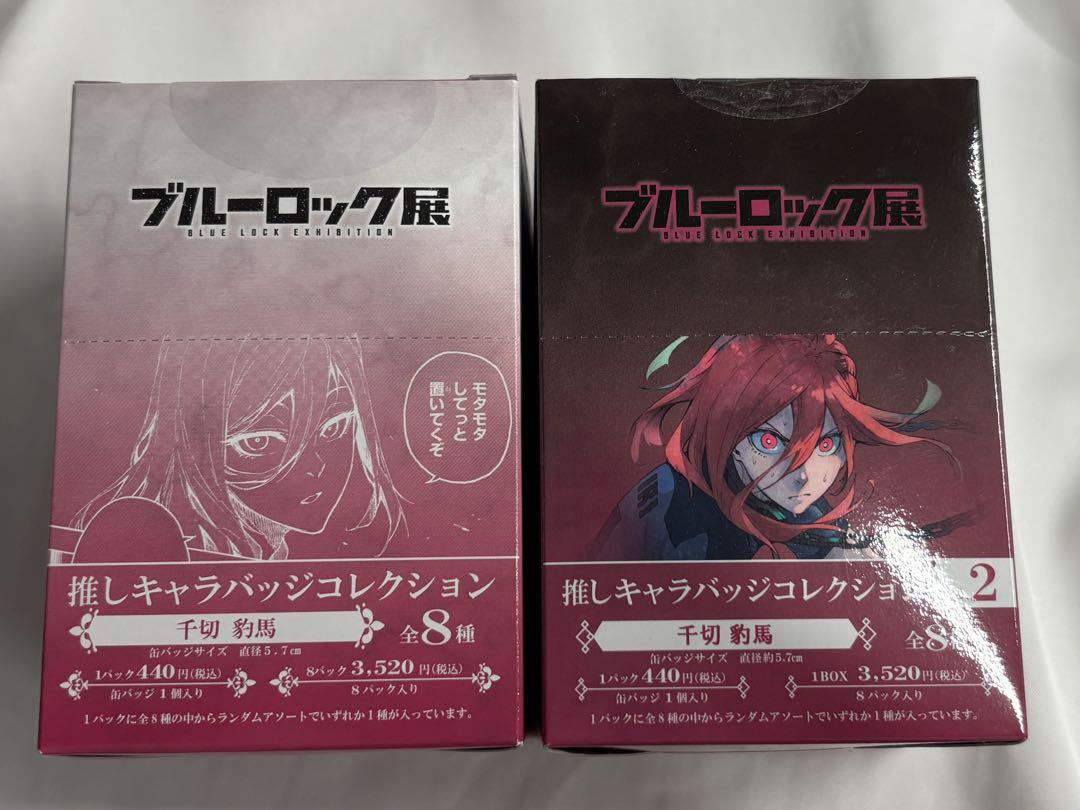 ブルーロック展
BLUE LOCK EXHIBITION
モタモタ
してっと
置いてくぞ
お
推しキャラバッジコレクション
千切 豹馬
全8種
缶バッジサイズ 直径5.7cm
1パック440円(税込)
缶バッジ1個入り
8パック3,520円(税込)
8パック入り
1パックに全8種の中からランダムアソートでいずれか1種が入っています。
ブルーロック展
BLUE LOCK EXHIBITION
推しキャラバッジコレクション 2
千切 豹馬
全8種
缶バッジサイズ 直径約5.7cm
1パック440円(税込)
缶バッジ1個入り
1BOX 3,520円(税込)
8パック入り
1パックに全8種の中からランダムアソートでいずれか1種が入っています。